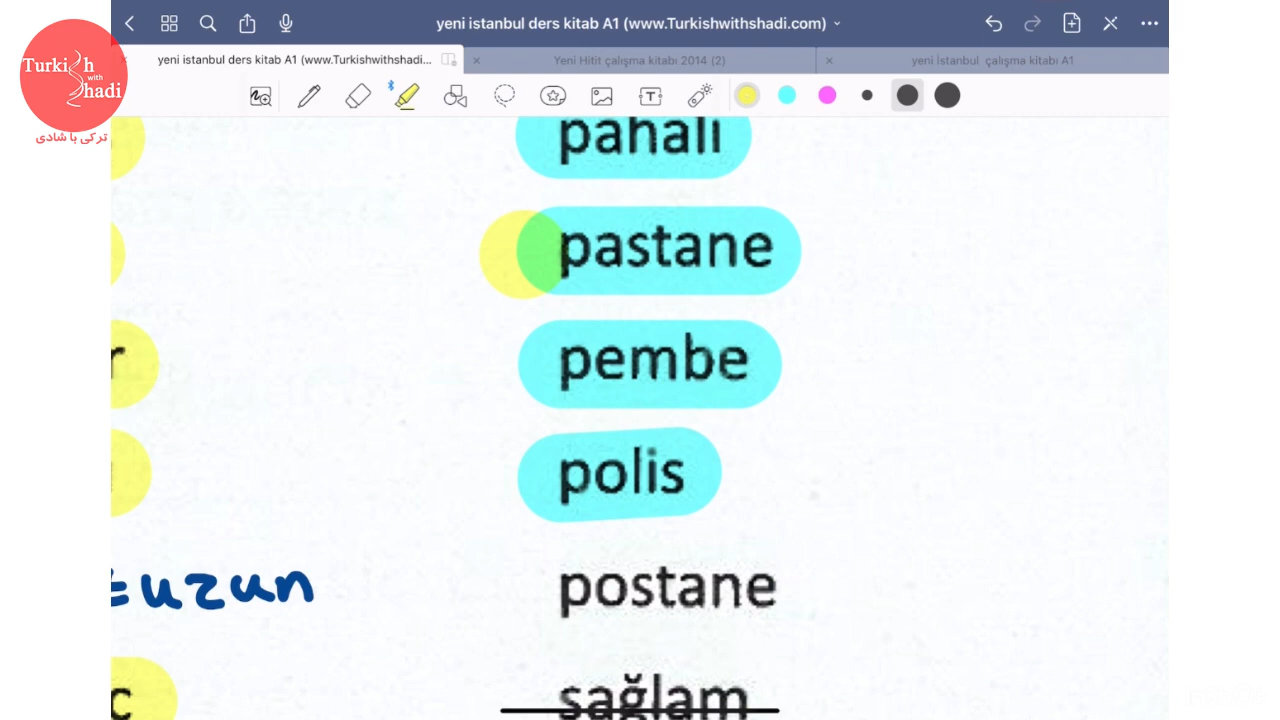 yeni istanbul ders kitab A1 (www.Turkishwithshadi.com)
yeni istanbul ders kitab A1 (www.Turkishwithshadi...
Yeni Hitit çalışma kitabı 2014 (2)
yeni İstanbul çalışma kitabı A1
Turkish
with
Shadi
ترکی با شادی
pahalı
pastane
pembe
r
polis
=uzun
postane
ç
sağlam